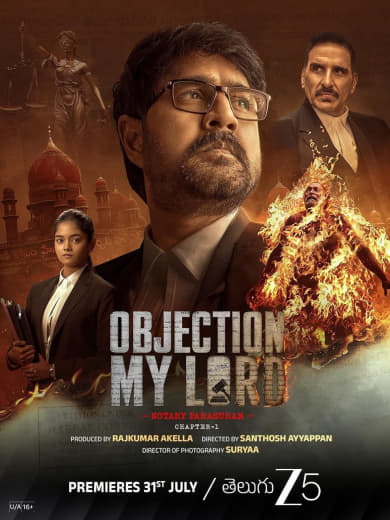 OBJECTION
MY LORD
NOTARY PARASURAM
CHAPTER-1
PRODUCED BY RAJKUMAR AKELLA DIRECTED BY SANTHOSH AYYAPPAN
DIRECTOR OF PHOTOGRAPHY SURYAA
PREMIERES 31ST JULY / తెలుగు Z5
U/A 16+